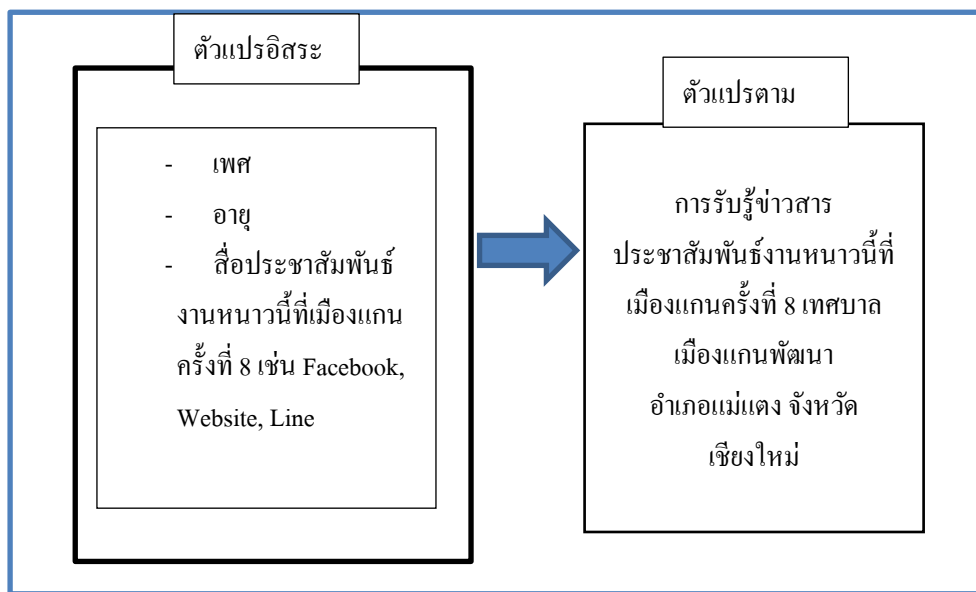 ตัวแปรอิสระ
- เพศ
- อายุ
- สื่อประชาสัมพันธ์
งานหนาวนี้ที่เมืองแกน
ครั้งที่ 8 เช่น Facebook,
Website, Line
ตัวแปรตาม
การรับรู้ข่าวสาร
ประชาสัมพันธ์งานหนาวนี้ที่
เมืองแกนครั้งที่ 8 เทศบาล
เมืองแกนพัฒนา
อำเภอแม่แตง จังหวัด
เชียงใหม่